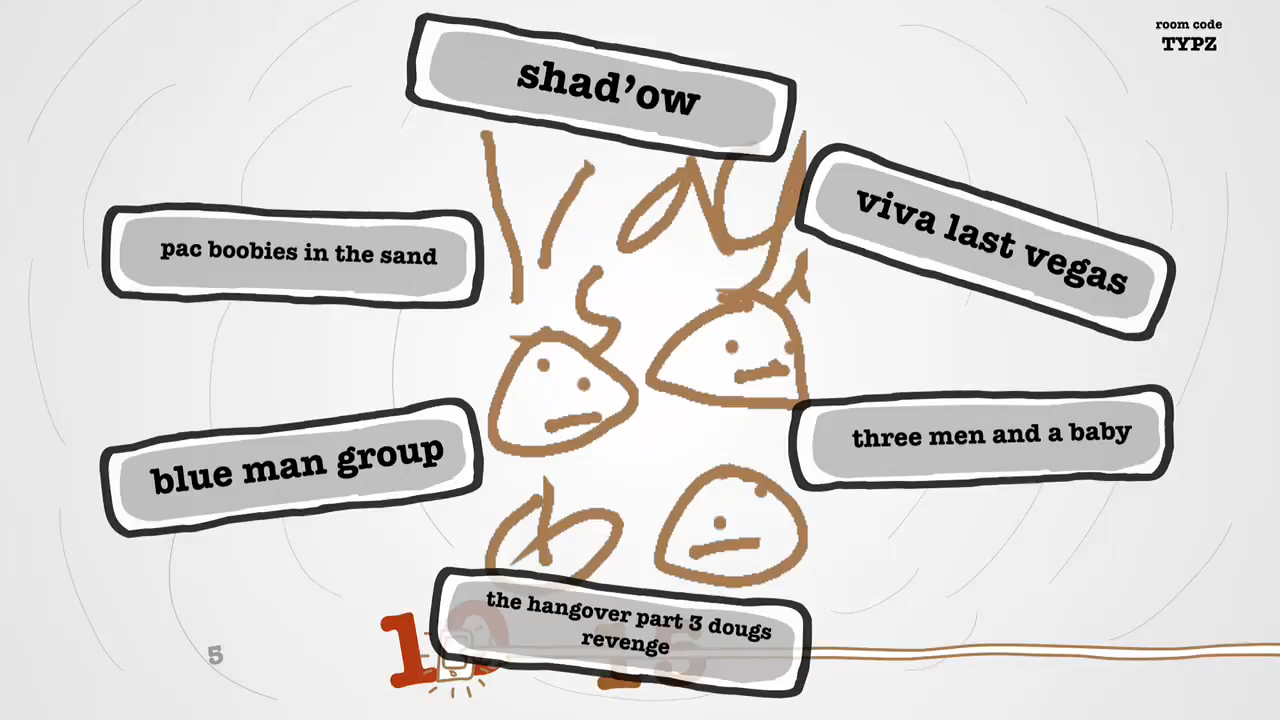 room code
TYPZ
shad’ow
viva last vegas
pac boobies in the sand
three men and a baby
blue man group
the hangover part 3 dougs
revenge
5
15